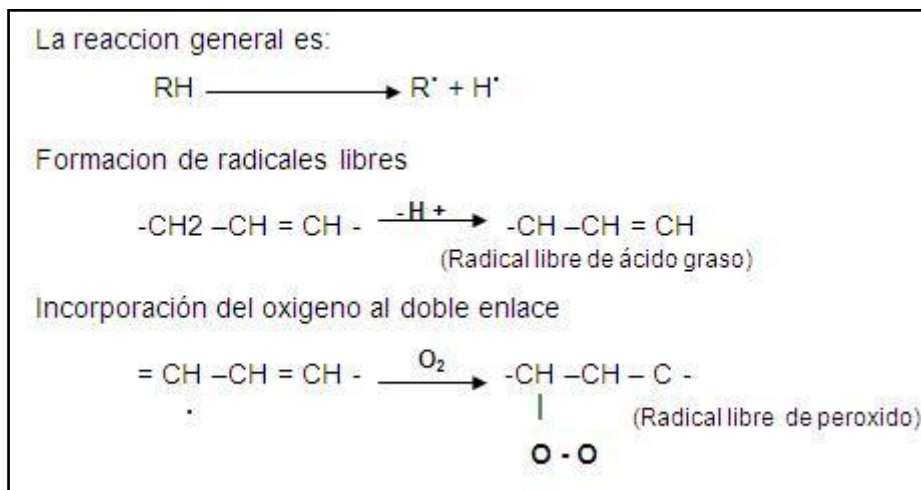 La reaccion general es:
RH → R• + H•
Formacion de radicales libres
-CH2 –CH = CH - -H + → -CH –CH = CH
(Radical libre de ácido graso)
Incorporación del oxigeno al doble enlace
= CH –CH = CH - O₂ → -CH –CH – C -
. | (Radical libre de peroxido)
O - O